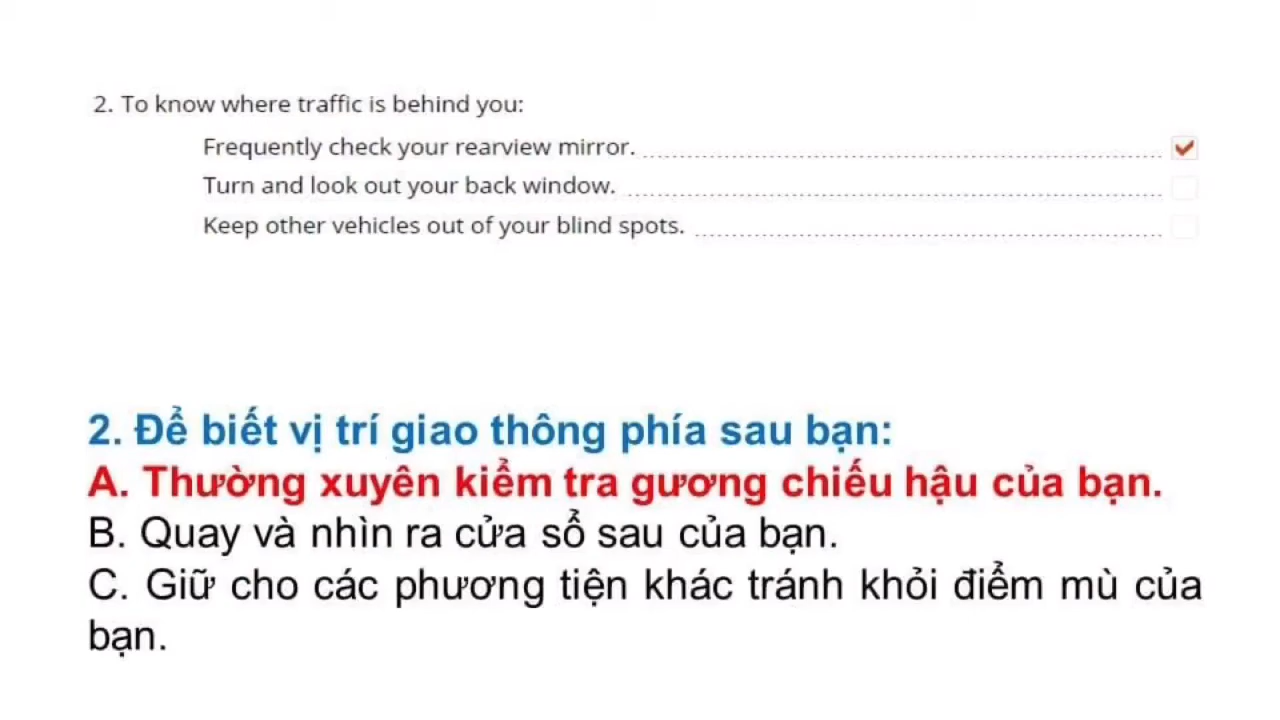 2. To know where traffic is behind you:
Frequently check your rearview mirror.
Turn and look out your back window.
Keep other vehicles out of your blind spots.
2. Để biết vị trí giao thông phía sau bạn:
A. Thường xuyên kiểm tra gương chiếu hậu của bạn.
B. Quay và nhìn ra cửa sổ sau của bạn.
C. Giữ cho các phương tiện khác tránh khỏi điểm mù của
bạn.